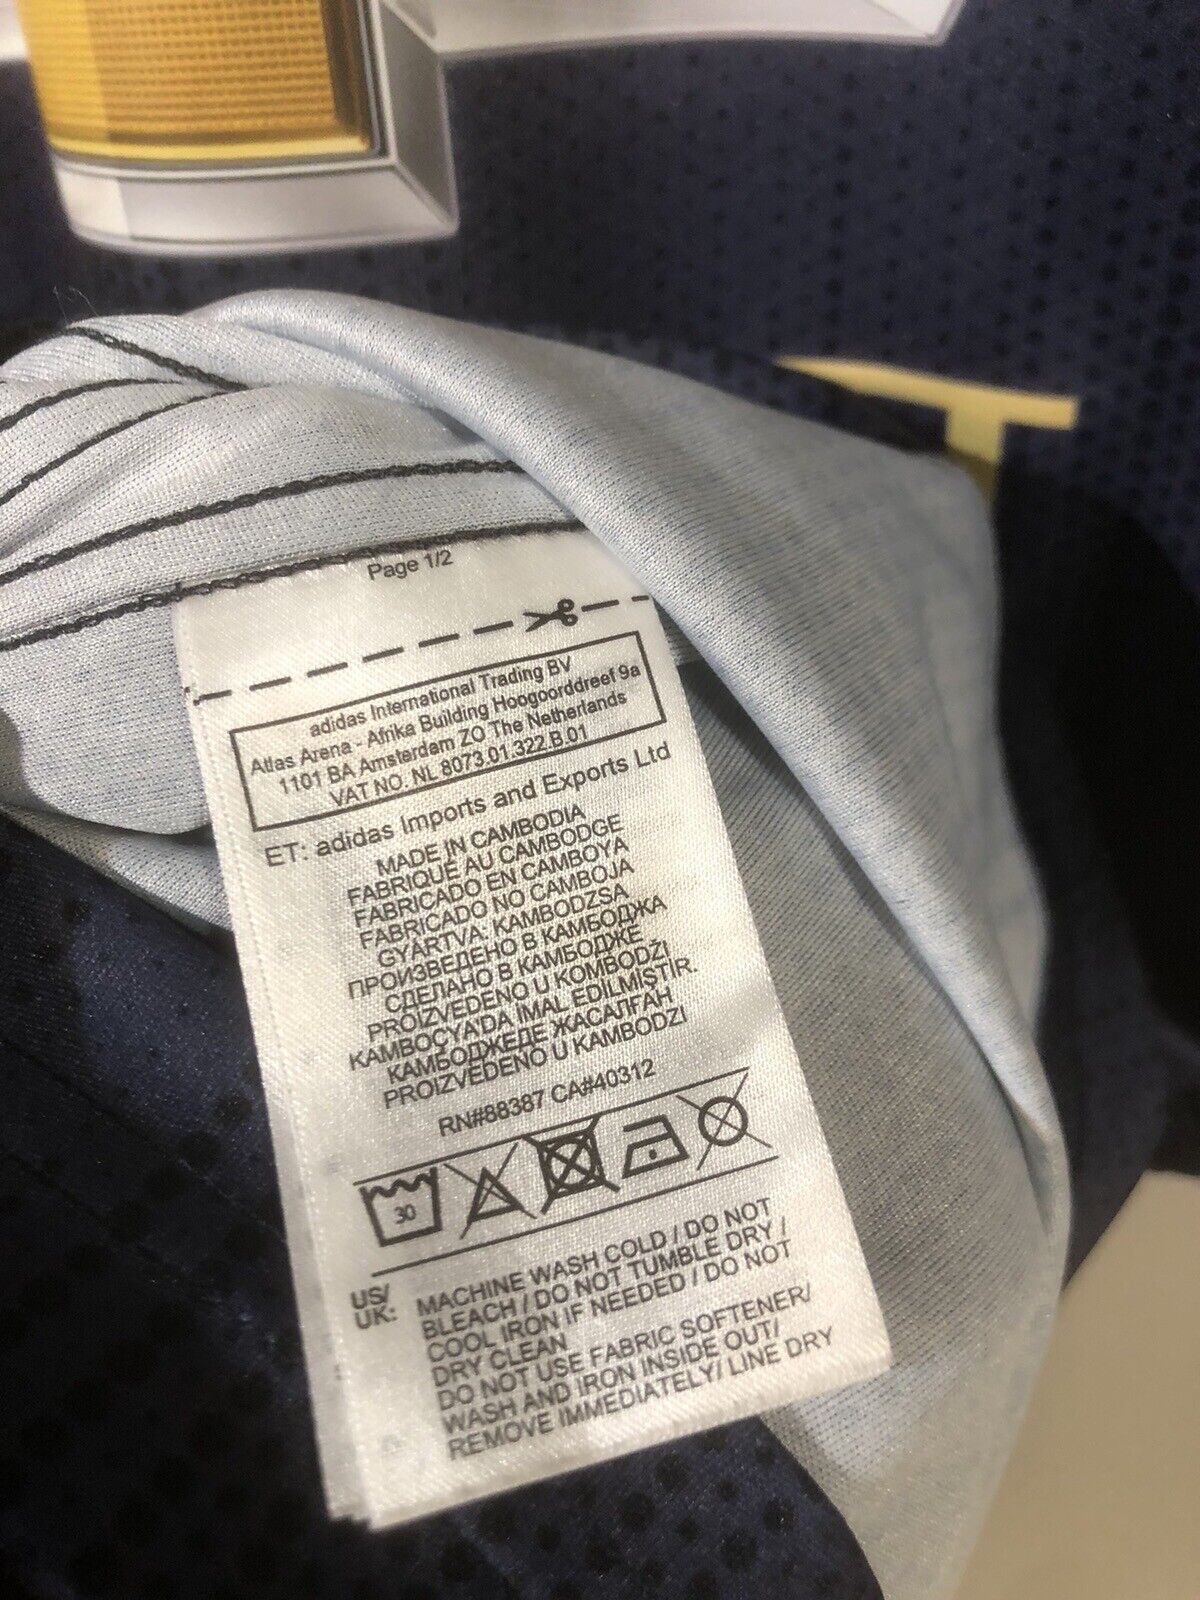 Page 1/2
adidas International Trading BV
Atlas Arena - Afrika Building Hoogoorddreef 9a
1101 BA Amsterdam ZO The Netherlands
VAT NO. NL 8073.01.322.B.01
ET: adidas Imports and Exports Ltd
MADE IN CAMBODIA
FABRIQUÉ AU CAMBODGE
FABRICADO EN CAMBOYA
FABRICADO NO CAMBOJA
GYÁRTVA: KAMBODZSA
ПРОИЗВЕДЕНО В КАМБОДЖА
СДЕЛАНО В КАМБОДЖЕ
PROIZVEDENO U KOMBODŽI
KAMBOÇYA'DA IMAL EDİLMİŞTİR.
КАМБОДЖЕДЕ ЖАСАЛҒАН
PROIZVEDENO U KAMBODZI
RN#88387 CA#40312
30
US/
UK:
MACHINE WASH COLD / DO NOT
BLEACH / DO NOT TUMBLE DRY /
COOL IRON IF NEEDED / DO NOT
DRY CLEAN
DO NOT USE FABRIC SOFTENER/
WASH AND IRON INSIDE OUT/
REMOVE IMMEDIATELY/ LINE DRY